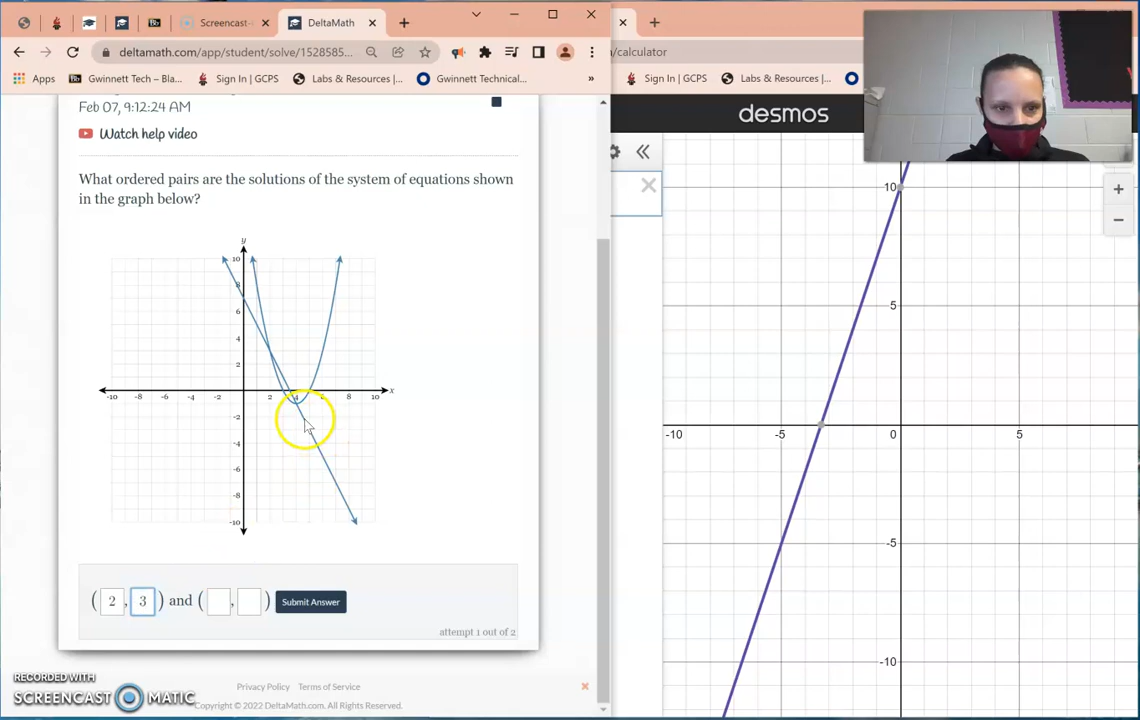 Screencast-
DeltaMath
deltamath.com/app/student/solve/1528585...
/calculator
Apps
Bb
Gwinnett Tech – Bla...
Sign In | GCPS
Labs & Resources |...
Gwinnett Technical...
»
Sign In | GCPS
Labs & Resources |...
Feb 07, 9:12:24 AM
Watch help video
desmos
What ordered pairs are the solutions of the system of equations shown
in the graph below?
y
10
8
6
4
2
-10 -8 -6 -4 -2 2 4 6 8 10 x
-2
-4
-6
-8
-10
10
5
-10 -5 0 5
-5
-10
( 2 , 3 ) and ( , ) Submit Answer
attempt 1 out of 2
RECORDED WITH
SCREENCAST MATIC
Privacy Policy Terms of Service
Copyright © 2022 DeltaMath.com. All Rights Reserved.